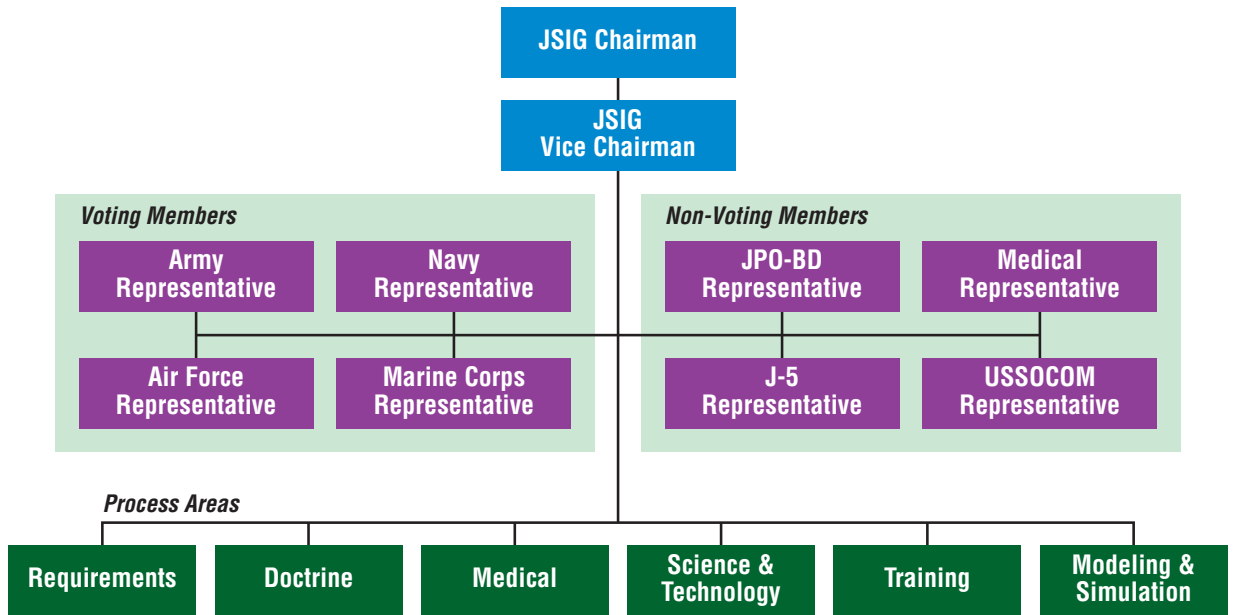 JSIG Chairman
JSIG
Vice Chairman
Voting Members
Army
Representative
Navy
Representative
Air Force
Representative
Marine Corps
Representative
Non-Voting Members
JPO-BD
Representative
Medical
Representative
J-5
Representative
USSOCOM
Representative
Process Areas
Requirements
Doctrine
Medical
Science &
Technology
Training
Modeling &
Simulation